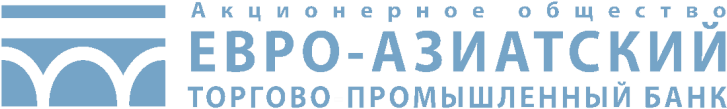 Акционерное общество
ЕВРО-АЗИАТСКИЙ
ТОРГОВО ПРОМЫШЛЕННЫЙ БАНК